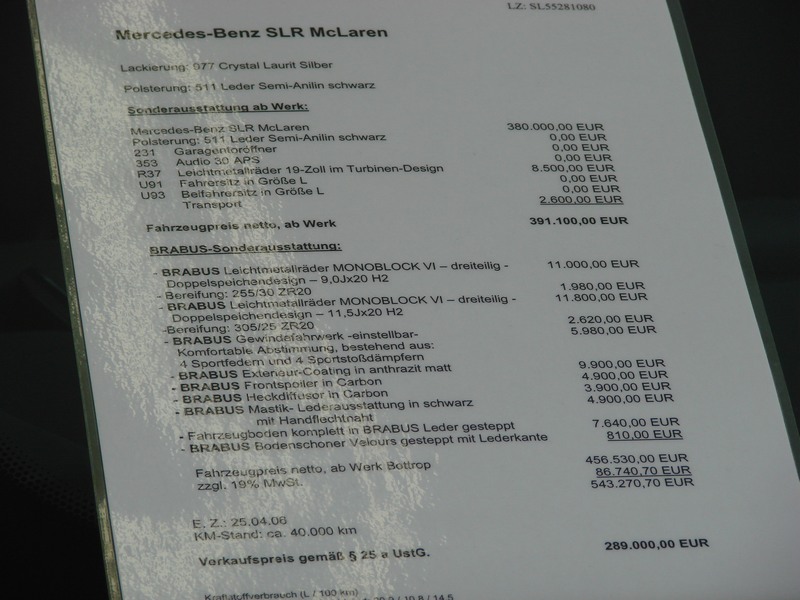 LZ: SL55281080
Mercedes-Benz SLR McLaren
Lackierung: 977 Crystal Laurit Silber
Polsterung: 511 Leder Semi-Anilin schwarz
Sonderausstattung ab Werk:
Mercedes-Benz SLR McLaren 380.000,00 EUR
Polsterung: 511 Leder Semi-Anilin schwarz 0,00 EUR
231 Garagentoröffner 0,00 EUR
353 Audio 30 APS 0,00 EUR
R37 Leichtmetallräder 19-Zoll im Turbinen-Design 8.500,00 EUR
U91 Fahrersitz in Größe L 0,00 EUR
U93 Beifahrersitz in Größe L 0,00 EUR
Transport 2.600,00 EUR
Fahrzeugpreis netto, ab Werk 391.100,00 EUR
BRABUS-Sonderausstattung:
- BRABUS Leichtmetallräder MONOBLOCK VI – dreiteilig - 11.000,00 EUR
Doppelspeichendesign – 9,0Jx20 H2
- Bereifung: 255/30 ZR20 1.980,00 EUR
- BRABUS Leichtmetallräder MONOBLOCK VI – dreiteilig - 11.800,00 EUR
Doppelspeichendesign – 11,5Jx20 H2
-Bereifung: 305/25 ZR20 2.620,00 EUR
- BRABUS Gewindefahrwerk -einstellbar- 5.980,00 EUR
Komfortable Abstimmung, bestehend aus:
4 Sportfedern und 4 Sportstoßdämpfern
- BRABUS Exterieur-Coating in anthrazit matt 9.900,00 EUR
- BRABUS Frontspoiler in Carbon 4.900,00 EUR
- BRABUS Heckdiffusor in Carbon 3.900,00 EUR
- BRABUS Mastik- Lederausstattung in schwarz 4.900,00 EUR
mit Handflechtnaht
- Fahrzeugboden komplett in BRABUS Leder gesteppt 7.640,00 EUR
- BRABUS Bodenschoner Velours gesteppt mit Lederkante 810,00 EUR
Fahrzeugpreis netto, ab Werk Bottrop 456.530,00 EUR
zzgl. 19% MwSt. 86.740,70 EUR
543.270,70 EUR
E. Z.: 25.04.06
KM-Stand: ca. 40.000 km
Verkaufspreis gemäß § 25 a UstG. 289.000,00 EUR
Kraftstoffverbrauch (L / 100 km)